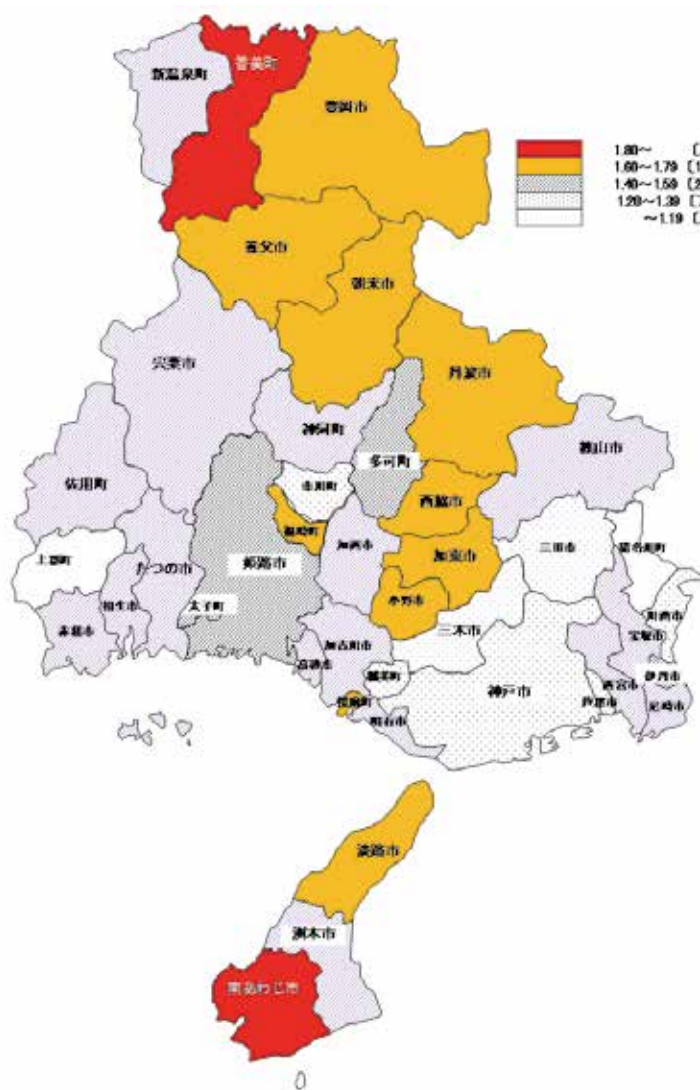 香美町
新温泉町
豊岡市
1.80～ 〔
1.60～1.79 〔1
1.40～1.59 〔2
1.20～1.39 〔
～1.19 〔
養父市
朝来市
宍粟市
丹波市
神河町
多可町
篠山市
佐用町
市川町
西脇市
福崎町
加西市
加東市
三田市
猪名川町
上郡町
たつの市
姫路市
小野市
相生市
太子町
三木市
川西市
赤穂市
加古川市
宝塚市
高砂市
稲美町
神戸市
伊丹市
西宮市
芦屋市
尼崎市
播磨町
明石市
淡路市
洲本市
南あわじ市